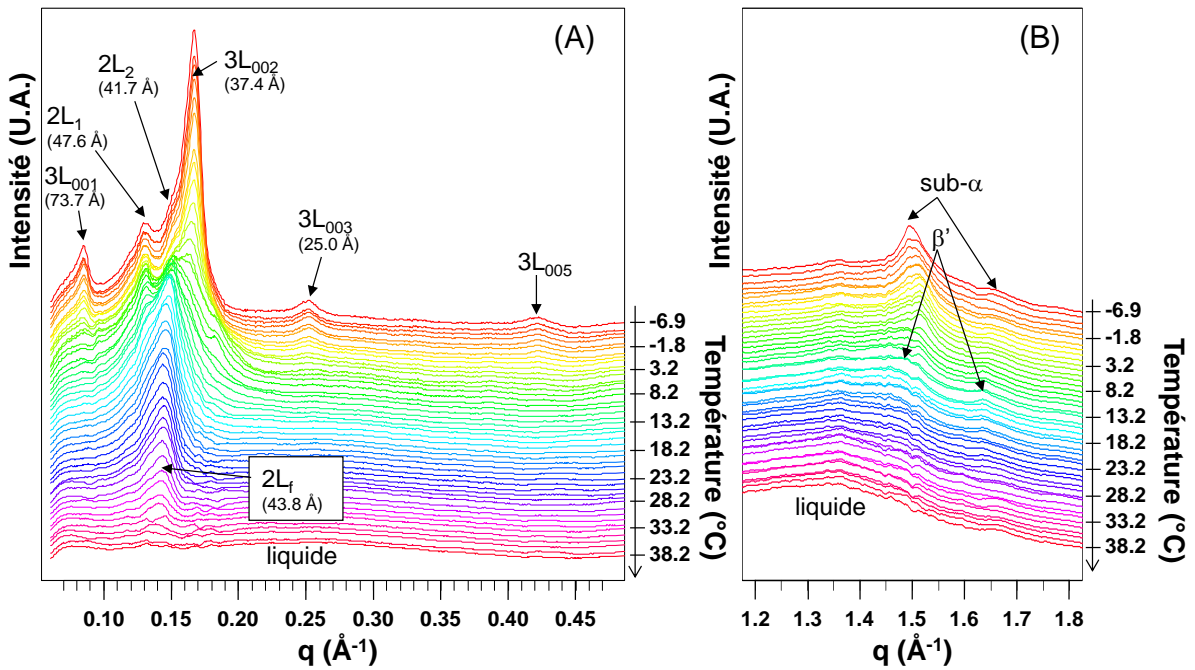 (A)
3L002
(37.4 Å)
2L2
(41.7 Å)
2L1
(47.6 Å)
3L001
(73.7 Å)
3L003
(25.0 Å)
3L005
2Lf
(43.8 Å)
liquide
Intensité (U.A.)
-6.9
-1.8
3.2
8.2
13.2
18.2
23.2
28.2
33.2
38.2
Température (°C)
0.10 0.15 0.20 0.25 0.30 0.35 0.40 0.45
q (Å-1)
(B)
sub-α
β’
liquide
Intensité (U.A.)
-6.9
-1.8
3.2
8.2
13.2
18.2
23.2
28.2
33.2
38.2
Température (°C)
1.2 1.3 1.4 1.5 1.6 1.7 1.8
q (Å-1)